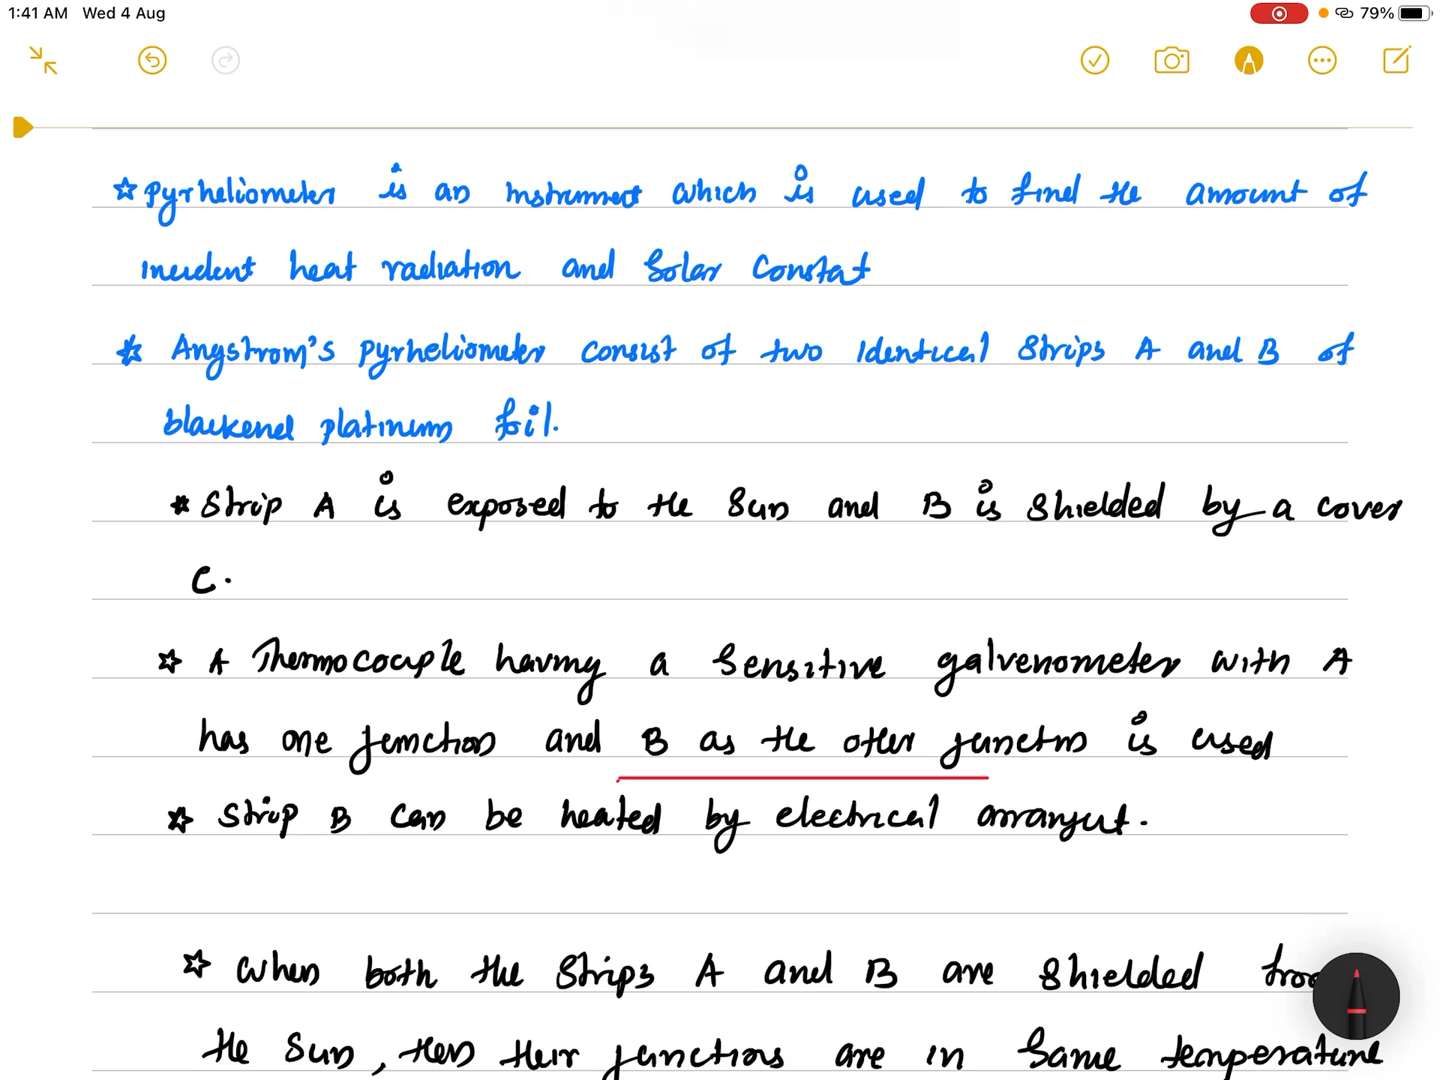 1:41 AM Wed 4 Aug 79%
☆ Pyrheliometer is an instrument which is used to find the amount of
incident heat radiation and Solar Constat
☆ Angstrom's pyrheliometer consist of two identical Strips A and B of
blackened platinum foil.
* Strip A is exposed to the Sun and B is shielded by a cover
C.
☆ A Thermocouple having a Sensitive galvenometer with A
has one junction and B as the other junction is used
☆ Strip B can be heated by electrical
☆ When both the Strips A and B are Shielded
the Sun, then their junctions are in Same temperature